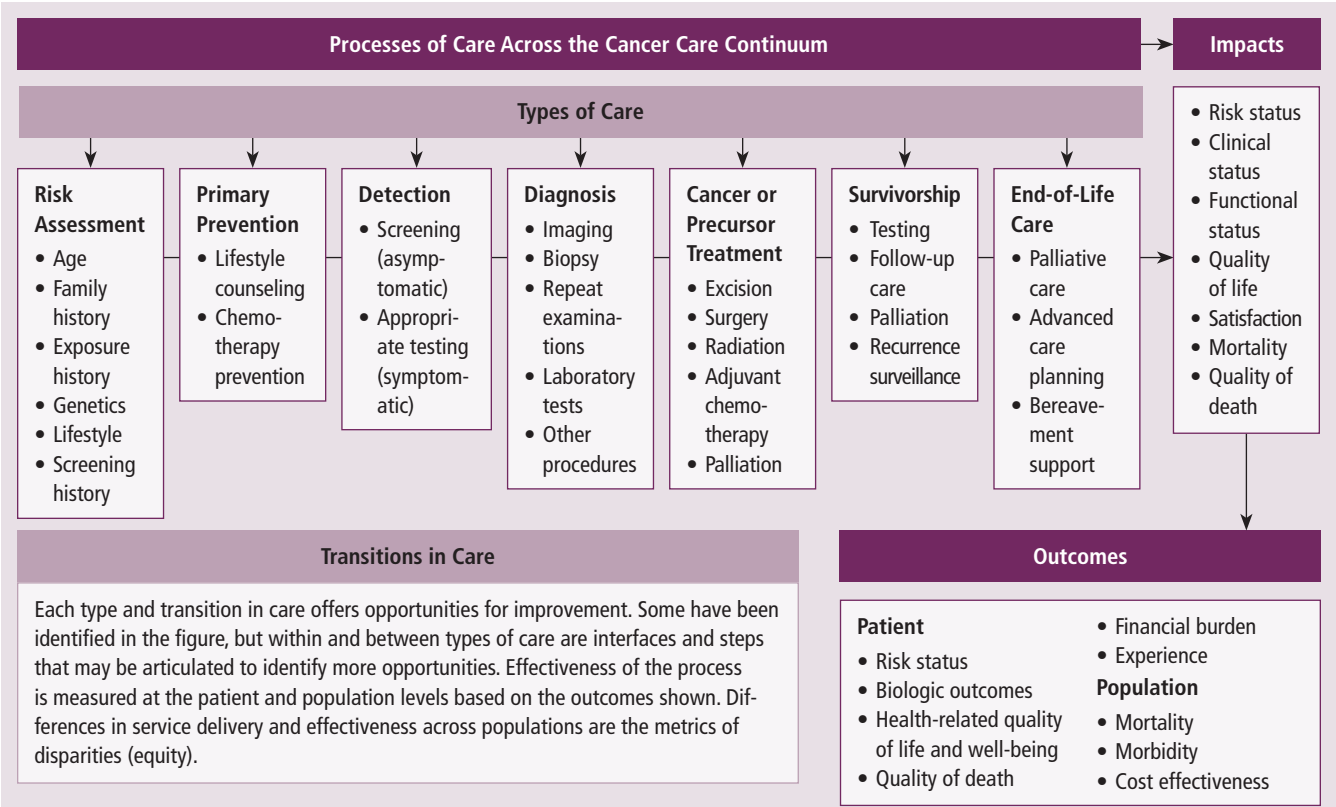 Processes of Care Across the Cancer Care Continuum
Impacts
Types of Care
Risk
Assessment
• Age
• Family
history
• Exposure
history
• Genetics
• Lifestyle
• Screening
history
Primary
Prevention
• Lifestyle
counseling
• Chemo-
therapy
prevention
Detection
• Screening
(asymp-
tomatic)
• Appropri-
ate testing
(symptom-
atic)
Diagnosis
• Imaging
• Biopsy
• Repeat
examina-
tions
• Laboratory
tests
• Other
procedures
Cancer or
Precursor
Treatment
• Excision
• Surgery
• Radiation
• Adjuvant
chemo-
therapy
• Palliation
Survivorship
• Testing
• Follow-up
care
• Palliation
• Recurrence
surveillance
End-of-Life
Care
• Palliative
care
• Advanced
care
planning
• Bereave-
ment
support
• Risk status
• Clinical
status
• Functional
status
• Quality
of life
• Satisfaction
• Mortality
• Quality of
death
Transitions in Care
Each type and transition in care offers opportunities for improvement. Some have been
identified in the figure, but within and between types of care are interfaces and steps
that may be articulated to identify more opportunities. Effectiveness of the process
is measured at the patient and population levels based on the outcomes shown. Dif-
ferences in service delivery and effectiveness across populations are the metrics of
disparities (equity).
Outcomes
Patient
• Risk status
• Biologic outcomes
• Health-related quality
of life and well-being
• Quality of death
• Financial burden
• Experience
Population
• Mortality
• Morbidity
• Cost effectiveness